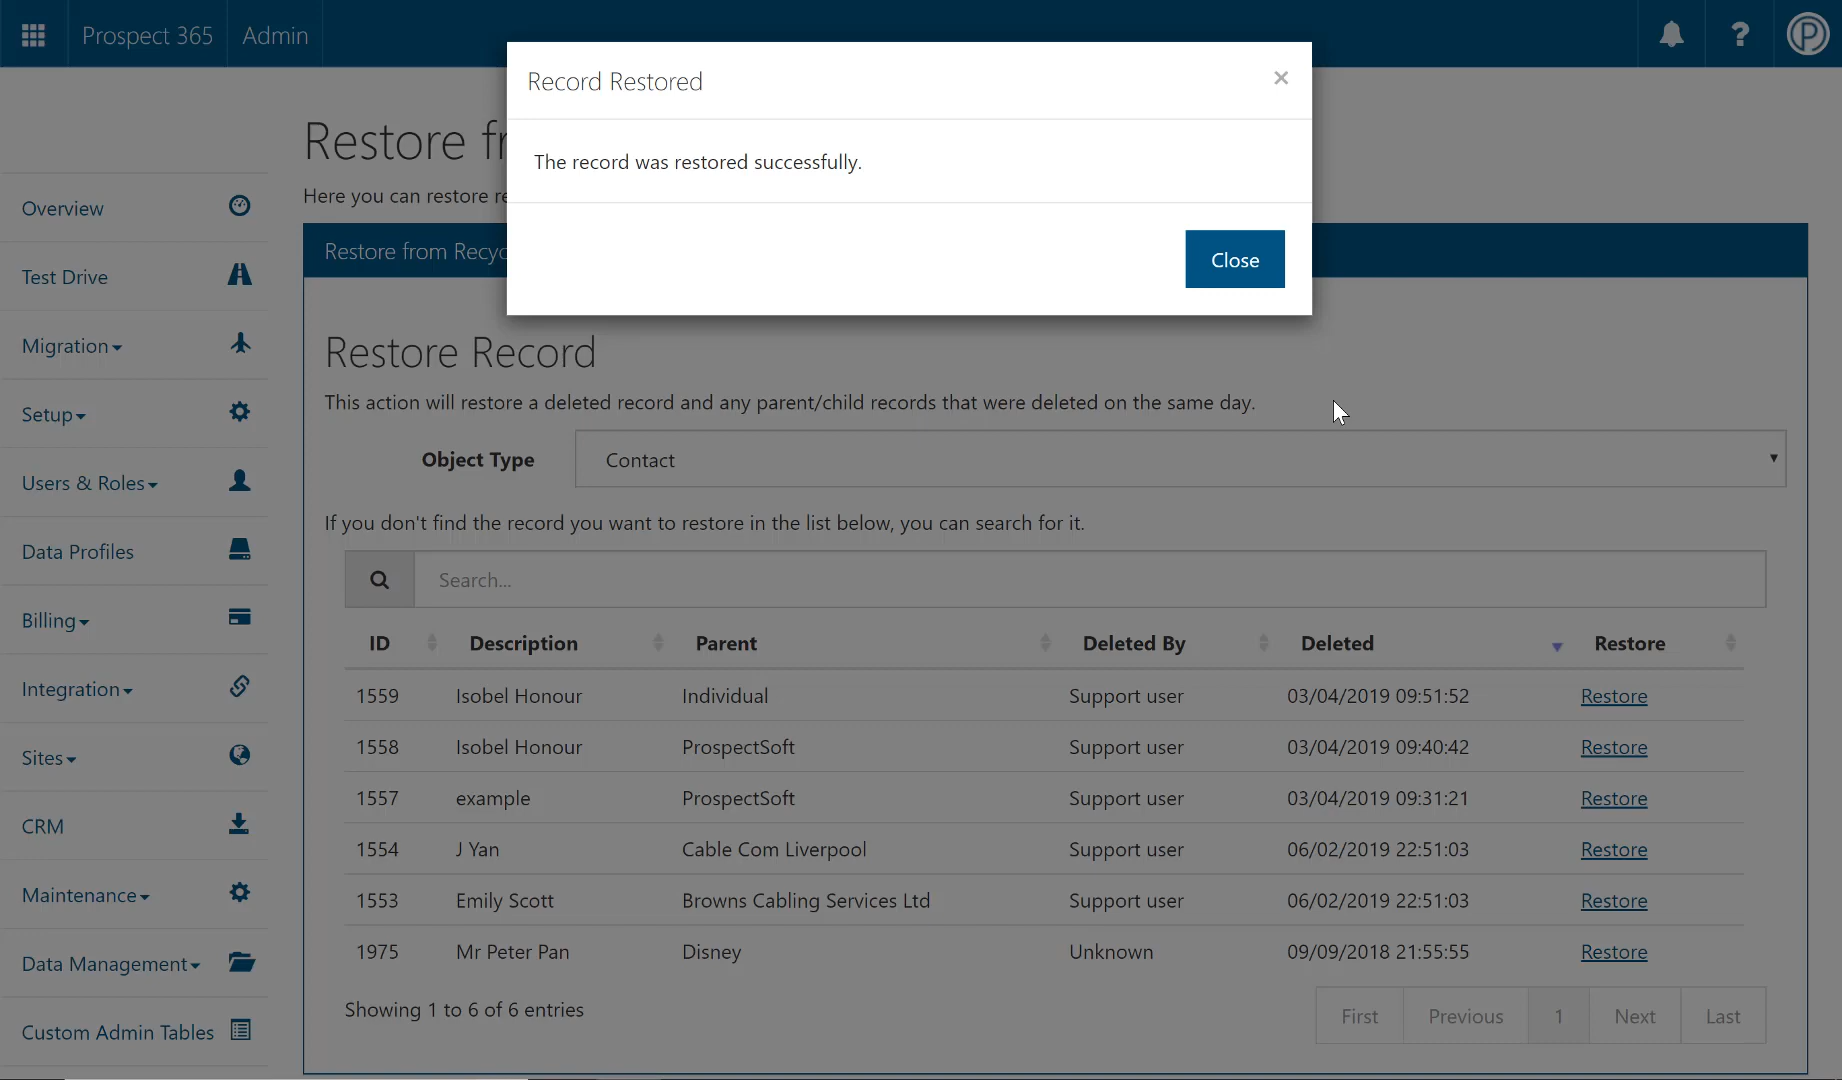 Prospect 365 Admin
Record Restored ×
The record was restored successfully.
Close
Restore fr
Here you can restore re
Restore from Recyc
Overview
Test Drive
Migration
Setup
Users & Roles
Data Profiles
Billing
Integration
Sites
CRM
Maintenance
Data Management
Custom Admin Tables
Restore Record
This action will restore a deleted record and any parent/child records that were deleted on the same day.
Object Type Contact
If you don't find the record you want to restore in the list below, you can search for it.
Search...
ID Description Parent Deleted By Deleted Restore
1559 Isobel Honour Individual Support user 03/04/2019 09:51:52 Restore
1558 Isobel Honour ProspectSoft Support user 03/04/2019 09:40:42 Restore
1557 example ProspectSoft Support user 03/04/2019 09:31:21 Restore
1554 J Yan Cable Com Liverpool Support user 06/02/2019 22:51:03 Restore
1553 Emily Scott Browns Cabling Services Ltd Support user 06/02/2019 22:51:03 Restore
1975 Mr Peter Pan Disney Unknown 09/09/2018 21:55:55 Restore
Showing 1 to 6 of 6 entries
First Previous 1 Next Last